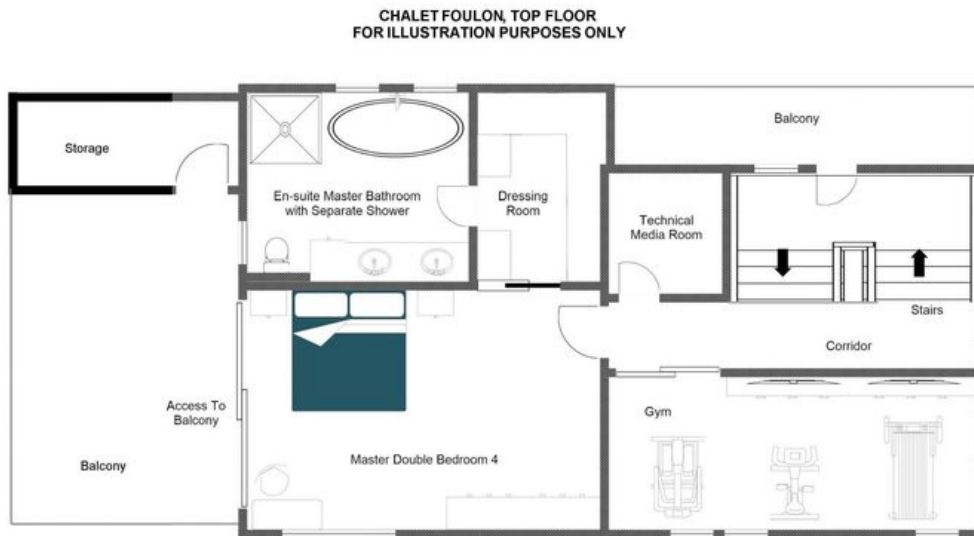 CHALET FOULON, TOP FLOOR
FOR ILLUSTRATION PURPOSES ONLY
Balcony
Storage
En-suite Master Bathroom
with Separate Shower
Dressing
Room
Technical
Media Room
Stairs
Corridor
Access To
Balcony
Gym
Balcony
Master Double Bedroom 4